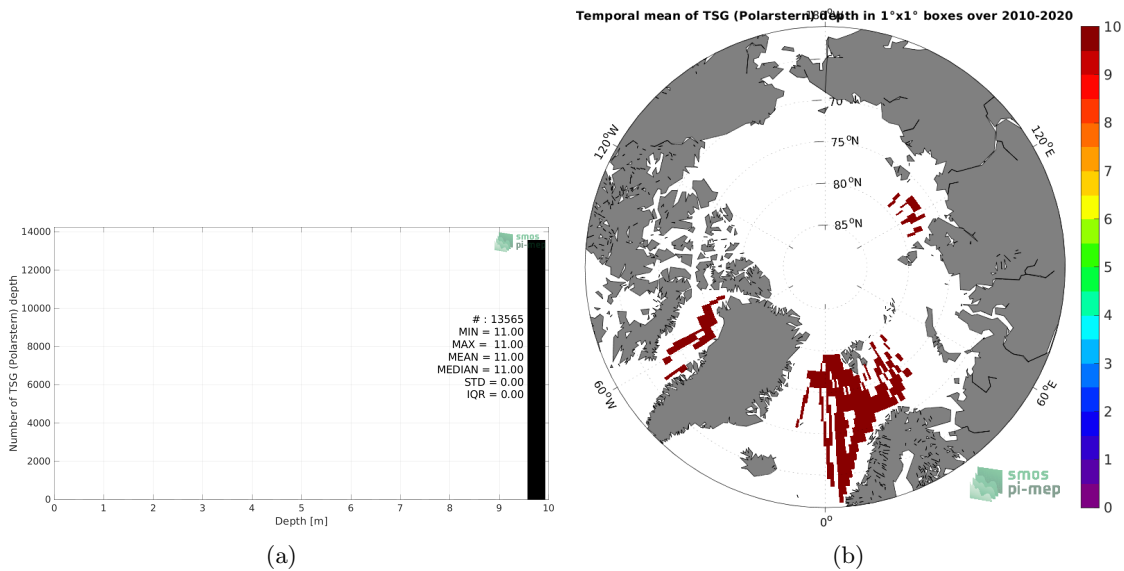 14000
12000
10000
8000
6000
4000
2000
0
Number of TSG (Polarstern) depth
smos
pi-mep
# : 13565
MIN = 11.00
MAX = 11.00
MEAN = 11.00
MEDIAN = 11.00
STD = 0.00
IQR = 0.00
0 1 2 3 4 5 6 7 8 9 10
Depth [m]
(a)
Temporal mean of TSG (Polarstern) depth in 1°x1° boxes over 2010-2020
180°
120°W
120°E
60°W
60°E
0°
70
75°N
80°N
85°N
smos
pi-mep
10
9
8
7
6
5
4
3
2
1
0
(b)